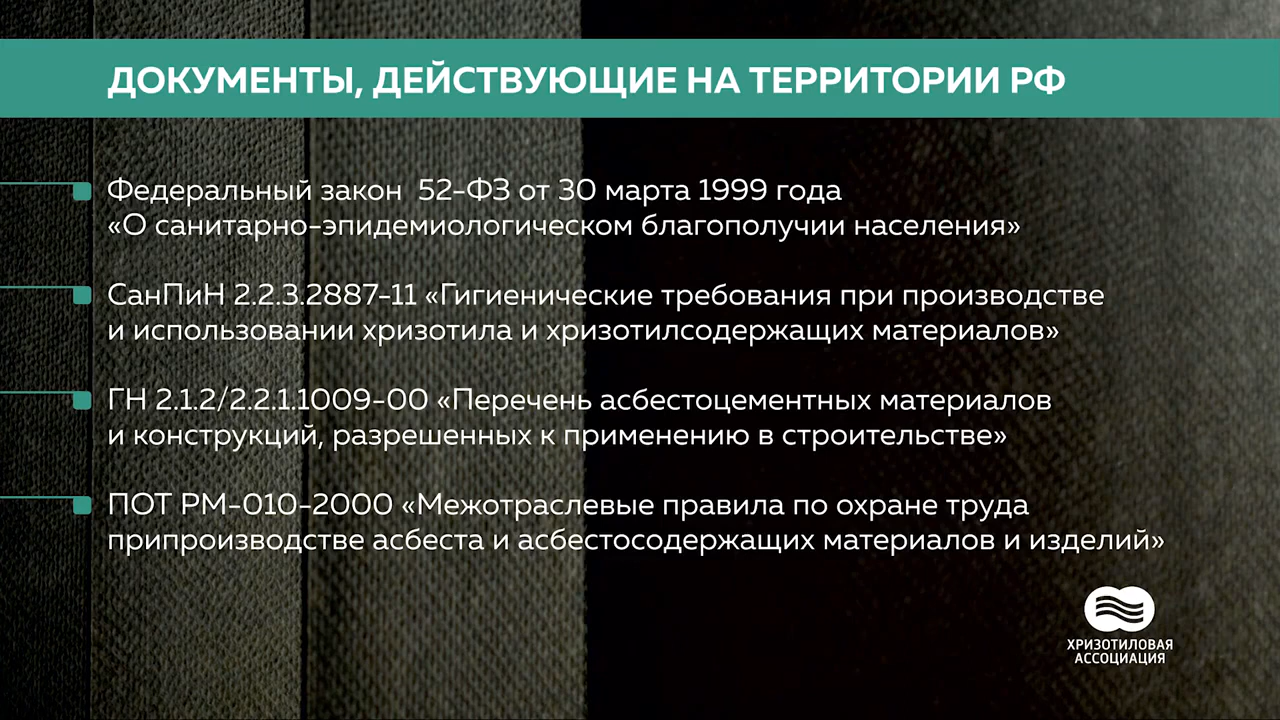 ДОКУМЕНТЫ, ДЕЙСТВУЮЩИЕ НА ТЕРРИТОРИИ РФ
Федеральный закон 52-ФЗ от 30 марта 1999 года
«О санитарно-эпидемиологическом благополучии населения»
СанПиН 2.2.3.2887-11 «Гигиенические требования при производстве
и использовании хризотила и хризотилсодержащих материалов»
ГН 2.1.2/2.2.1.1009-00 «Перечень асбестоцементных материалов
и конструкций, разрешенных к применению в строительстве»
ПОТ РМ-010-2000 «Межотраслевые правила по охране труда
припроизводстве асбеста и асбестосодержащих материалов и изделий»
ХРИЗОТИЛОВАЯ
АССОЦИАЦИЯ